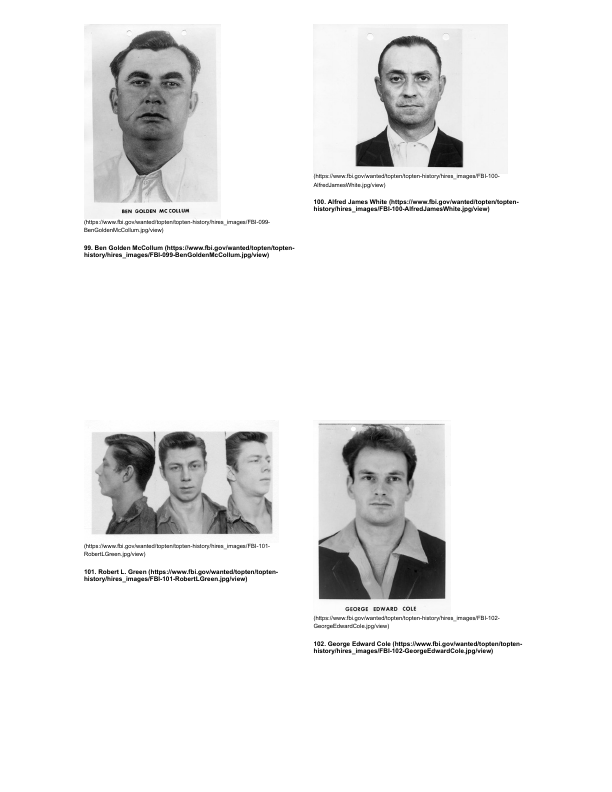 BEN GOLDEN MC COLLUM
(https://www.fbi.gov/wanted/topten/topten-history/hires_images/FBI-099-
BenGoldenMcCollum.jpg/view)
99. Ben Golden McCollum (https://www.fbi.gov/wanted/topten/topten-
history/hires_images/FBI-099-BenGoldenMcCollum.jpg/view)
(https://www.fbi.gov/wanted/topten/topten-history/hires_images/FBI-100-
AlfredJamesWhite.jpg/view)
100. Alfred James White (https://www.fbi.gov/wanted/topten/topten-
history/hires_images/FBI-100-AlfredJamesWhite.jpg/view)
(https://www.fbi.gov/wanted/topten/topten-history/hires_images/FBI-101-
RobertLGreen.jpg/view)
101. Robert L. Green (https://www.fbi.gov/wanted/topten/topten-
history/hires_images/FBI-101-RobertLGreen.jpg/view)
GEORGE EDWARD COLE
(https://www.fbi.gov/wanted/topten/topten-history/hires_images/FBI-102-
GeorgeEdwardCole.jpg/view)
102. George Edward Cole (https://www.fbi.gov/wanted/topten/topten-
history/hires_images/FBI-102-GeorgeEdwardCole.jpg/view)